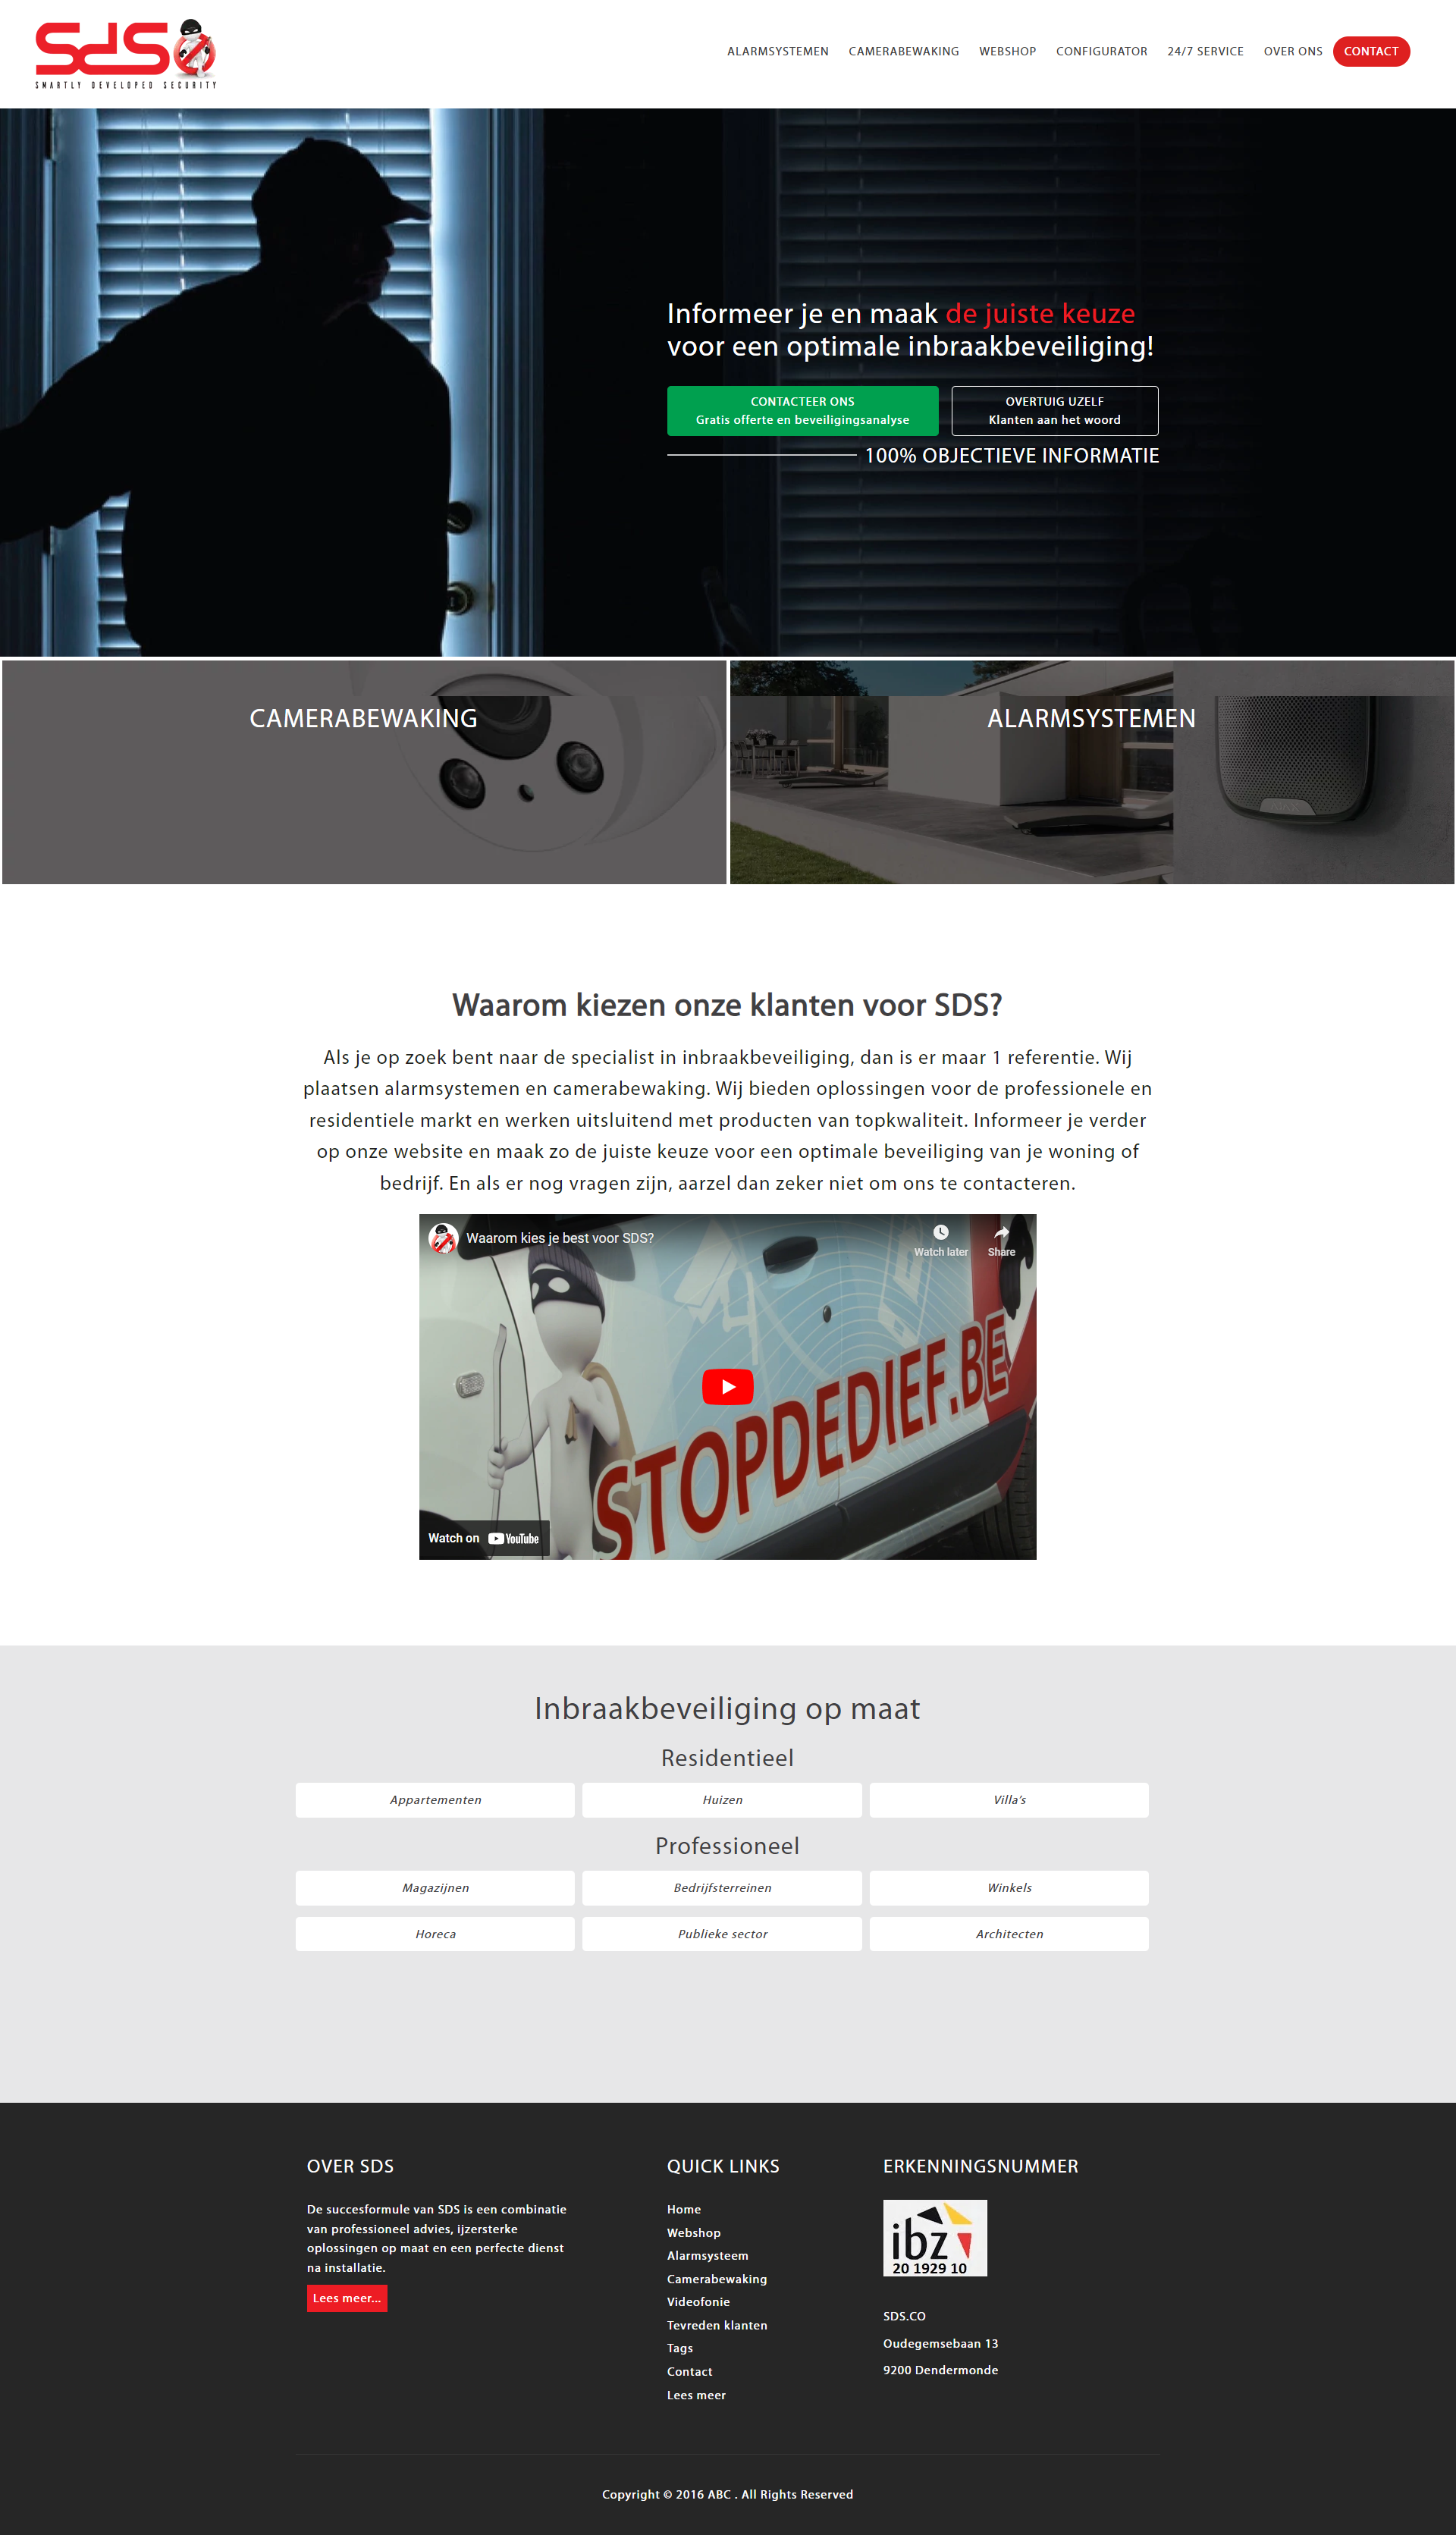 SDS
SMARTLY DEVELOPED SECURITY
ALARMSYSTEMEN CAMERABEWAKING WEBSHOP CONFIGURATOR 24/7 SERVICE OVER ONS CONTACT
Informeer je en maak de juiste keuze
voor een optimale inbraakbeveiliging!
CONTACTEER ONS
Gratis offerte en beveiligingsanalyse
OVERTUIG UZELF
Klanten aan het woord
100% OBJECTIEVE INFORMATIE
CAMERABEWAKING
ALARMSYSTEMEN
Waarom kiezen onze klanten voor SDS?
Als je op zoek bent naar de specialist in inbraakbeveiliging, dan is er maar 1 referentie. Wij
plaatsen alarmsystemen en camerabewaking. Wij bieden oplossingen voor de professionele en
residentiele markt en werken uitsluitend met producten van topkwaliteit. Informeer je verder
op onze website en maak zo de juiste keuze voor een optimale beveiliging van je woning of
bedrijf. En als er nog vragen zijn, aarzel dan zeker niet om ons te contacteren.
Waarom kies je best voor SDS?
Watch later
Share
STOPDEDIEF.BE
Watch on YouTube
Inbraakbeveiliging op maat
Residentieel
Appartementen
Huizen
Villa's
Professioneel
Magazijnen
Bedrijfsterreinen
Winkels
Horeca
Publieke sector
Architecten
OVER SDS
De succesformule van SDS is een combinatie
van professioneel advies, ijzersterke
oplossingen op maat en een perfecte dienst
na installatie.
Lees meer...
QUICK LINKS
Home
Webshop
Alarmsysteem
Camerabewaking
Videofonie
Tevreden klanten
Tags
Contact
Lees meer
ERKENNINGSNUMMER
ibz
20 1929 10
SDS.CO
Oudegemsebaan 13
9200 Dendermonde
Copyright © 2016 ABC . All Rights Reserved